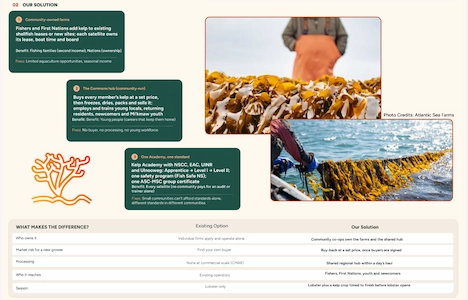 02 OUR SOLUTION
1 Community-owned farms
Fishers and First Nations add kelp to existing
shellfish leases or new sites: each satellite owns
its lease, boat time and board
Benefit: Fishing families (second income); Nations (ownership)
Fixes: Limited aquaculture opportunities, seasonal income
2 The Commons hub (community-run)
Buys every member's kelp at a set price,
then freezes, dries, packs and sells it;
employs and trains young locals, returning
residents, newcomers and Mi'kmaw youth
Benefit: Benefit: Young people (careers that keep them home)
Fixes: No buyer, no processing, no young workforce
Photo Credits: Atlantic Sea Farms
3 One Academy, one standard
Kelp Academy with NSCC, EAC, UINR
and Ulnooweg: Apprentice → Level I → Level II;
one safety program (Fish Safe NS);
one ASC-MSC group certificate
Benefit: Every satellite (no community pays for an audit or
trainer alone)
Fixes: Small communities can't afford standards alone,
different standards in different communities
WHAT MAKES THE DIFFERENCE? Existing Option Our Solution
Who owns it Individual firms apply and operate alone Community co-ops own the farms and the shared hub
Market risk for a new grower Find your own buyer Buy-back at a set price, once buyers are signed
Processing None at commercial scale Shared regional hub within a day's haul
Who it reaches Existing operators Fishers, First Nations, youth and newcomers
Season Lobster only Lobster plus a kelp crop timed to finish before lobster opens